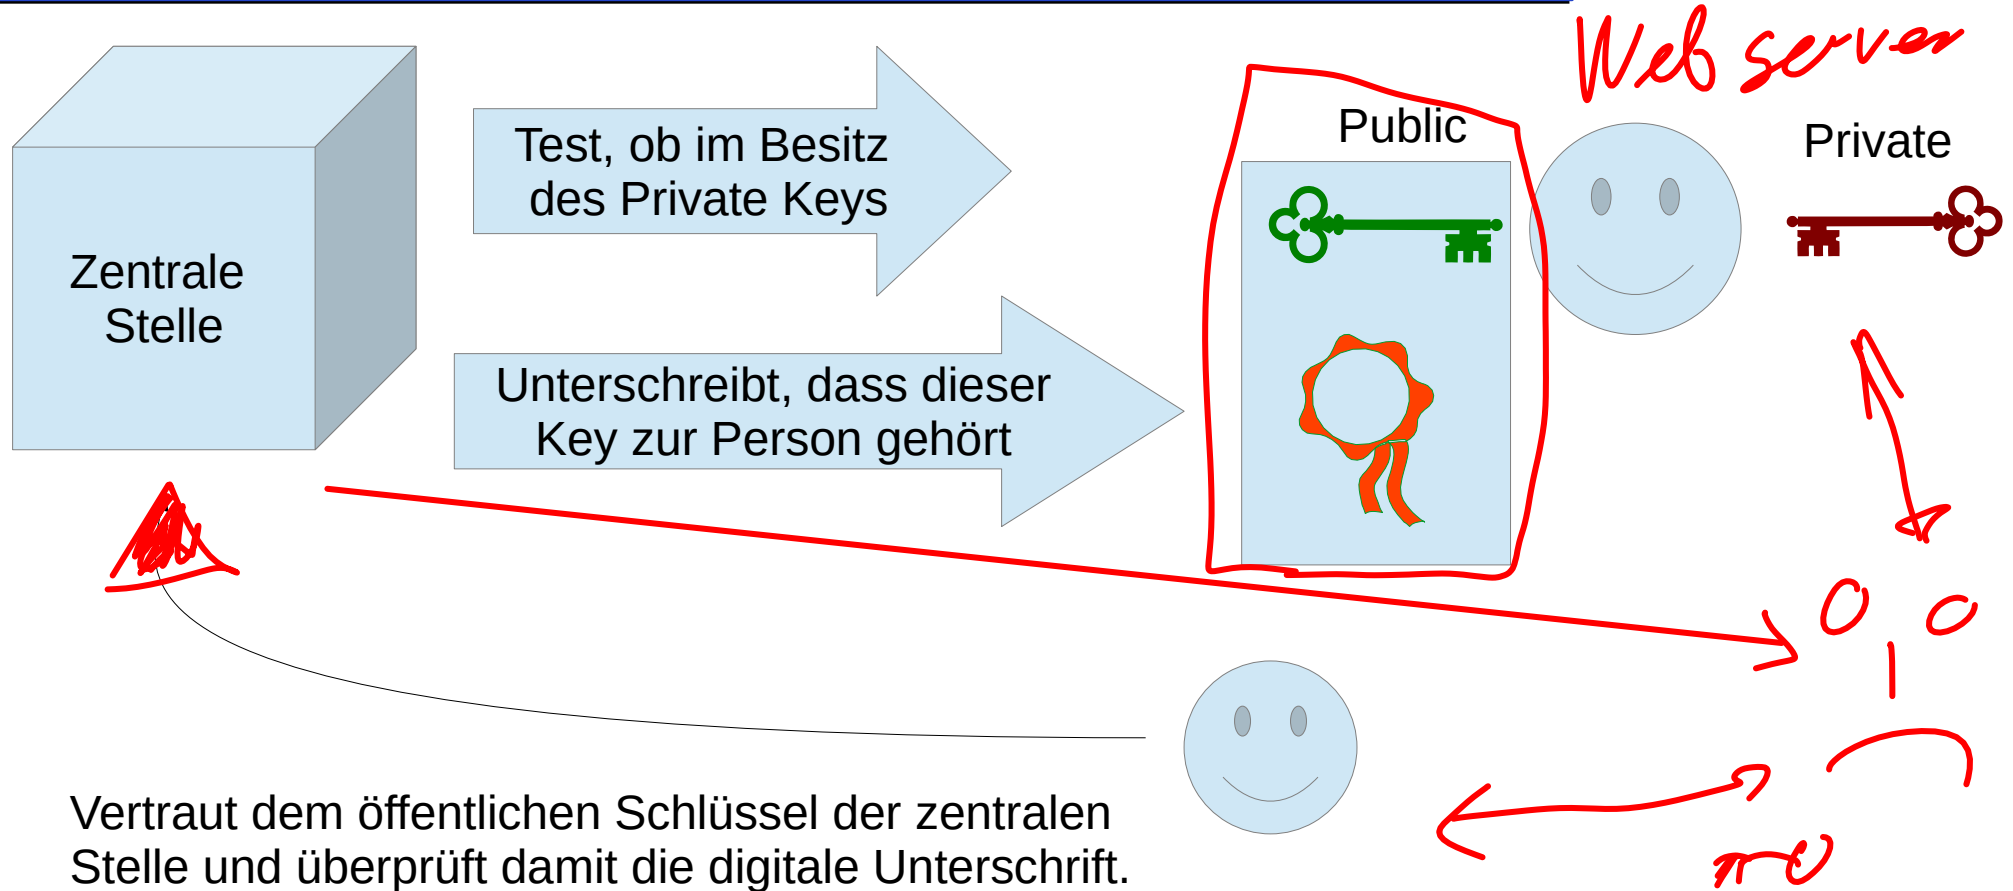 Web server
Public
Private
Test, ob im Besitz
des Private Keys
Zentrale
Stelle
Unterschreibt, dass dieser
Key zur Person gehört
Vertraut dem öffentlichen Schlüssel der zentralen
Stelle und überprüft damit die digitale Unterschrift.